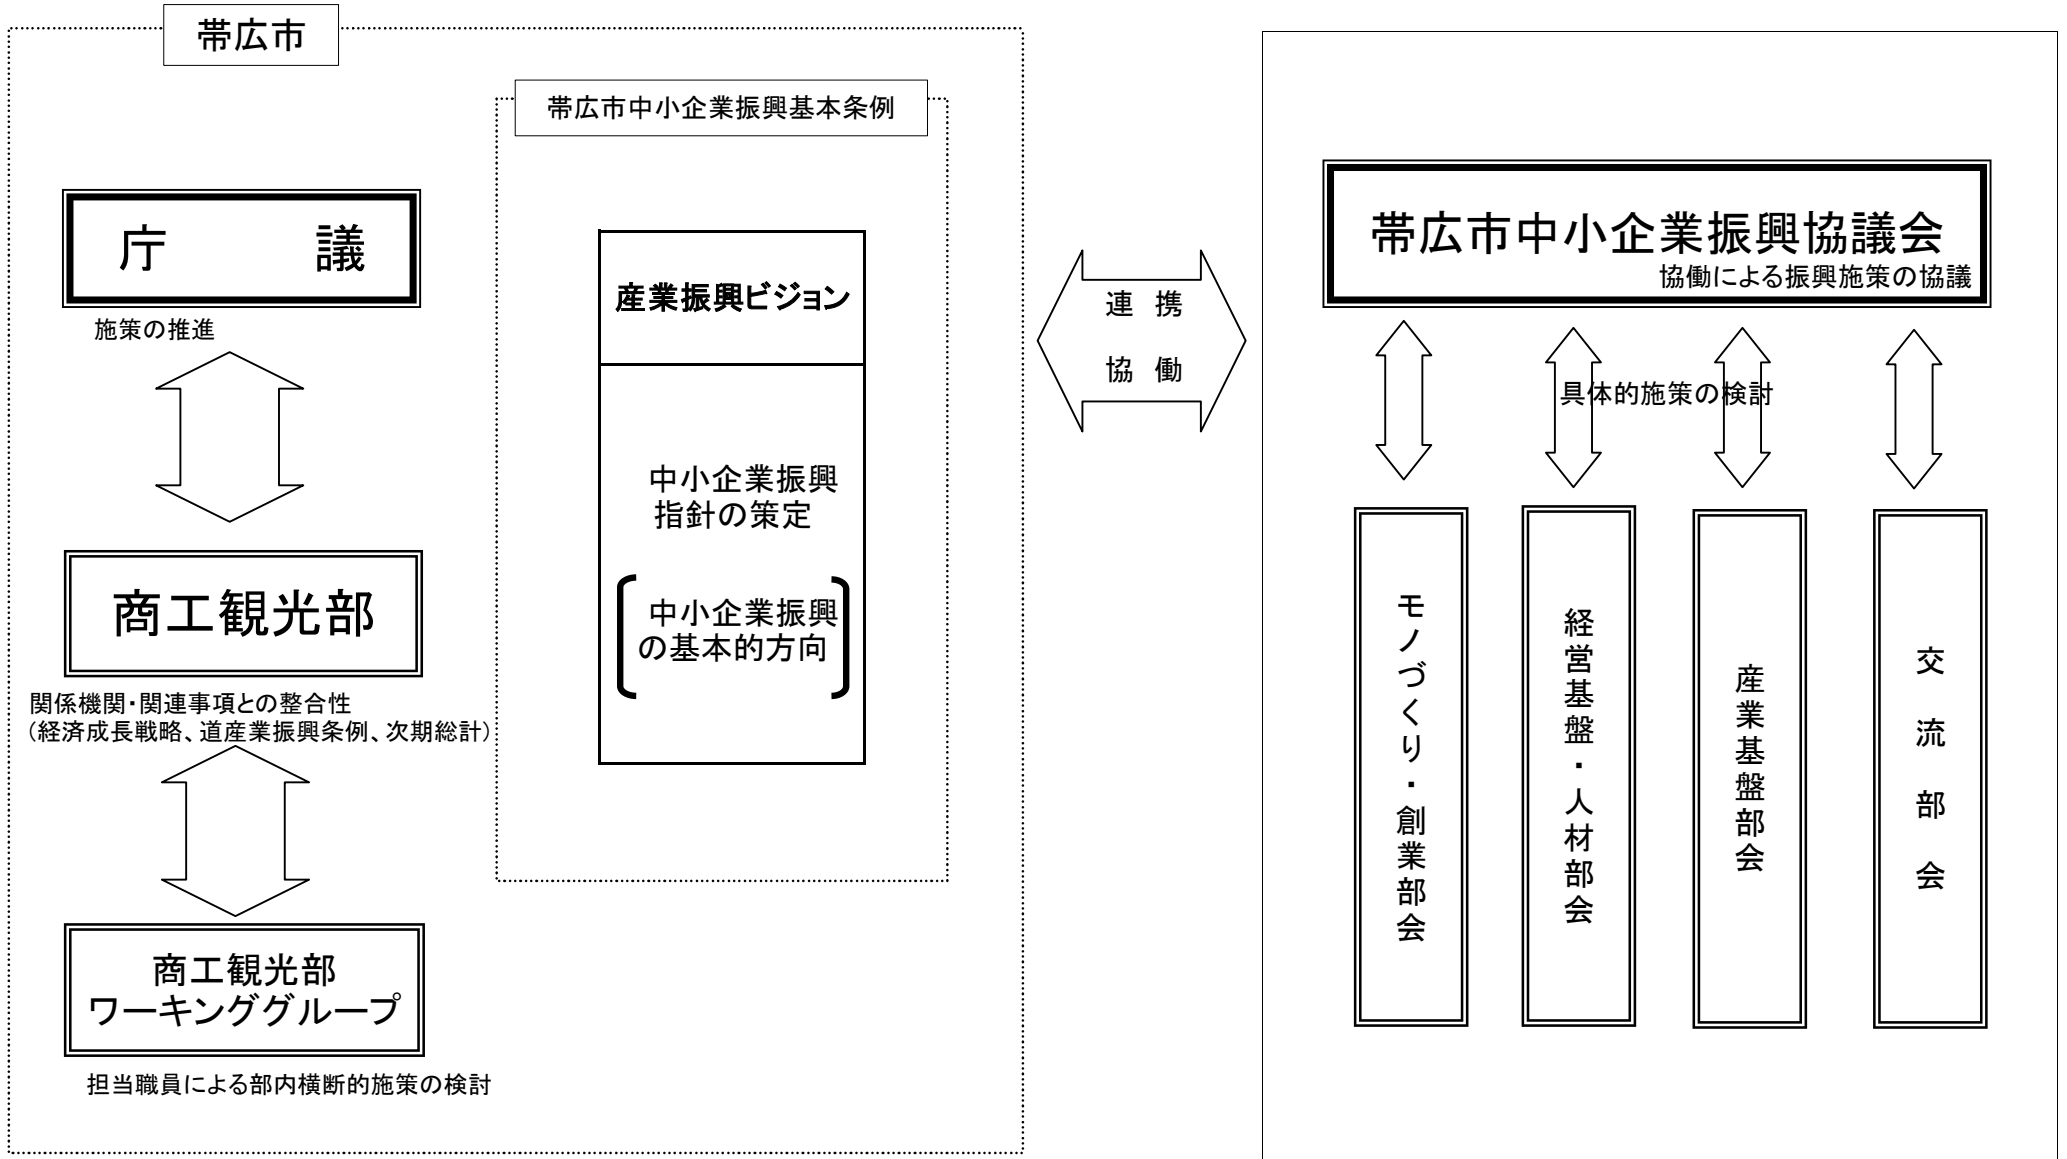 帯広市
帯広市中小企業振興基本条例
庁　　議
施策の推進
商工観光部
関係機関・関連事項との整合性
(経済成長戦略、道産業振興条例、次期総計)
商工観光部
ワーキンググループ
担当職員による部内横断的施策の検討
産業振興ビジョン
中小企業振興
指針の策定
中小企業振興
の基本的方向
連　携
協　働
帯広市中小企業振興協議会
協働による振興施策の協議
具体的施策の検討
モノづくり・創業部会
経営基盤・人材部会
産業基盤部会
交流部会